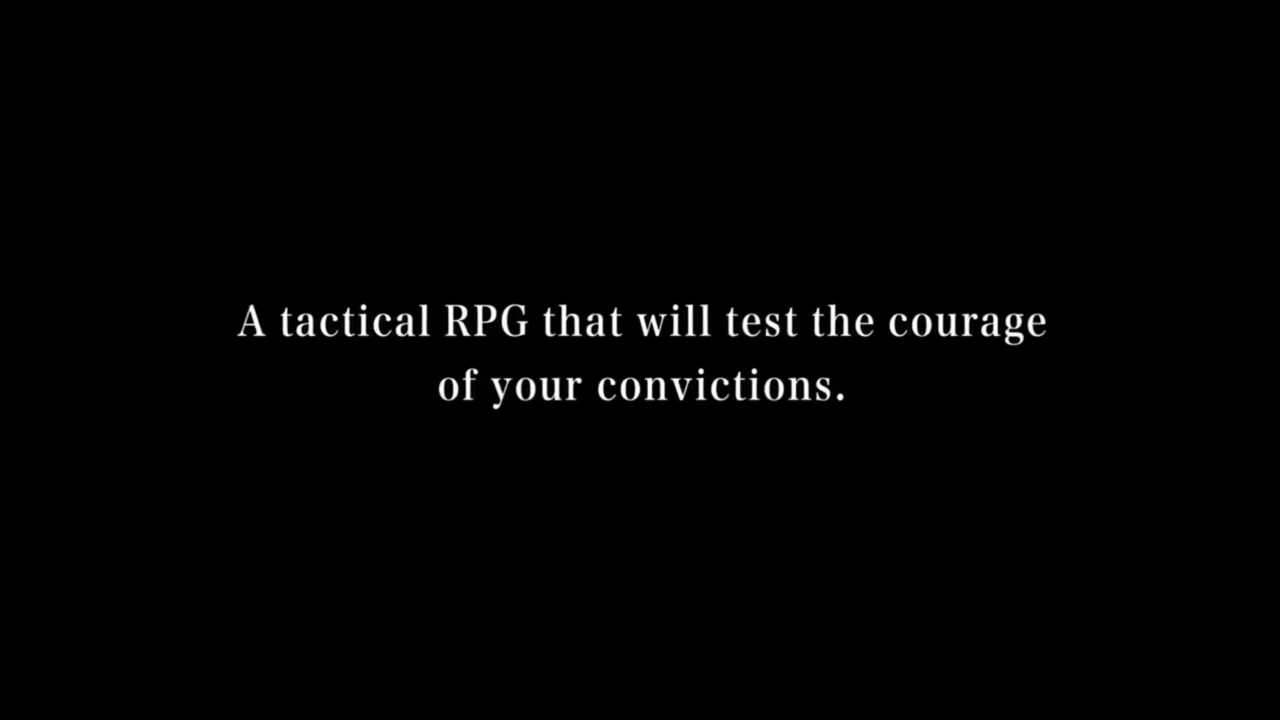 A tactical RPG that will test the courage
of your convictions.